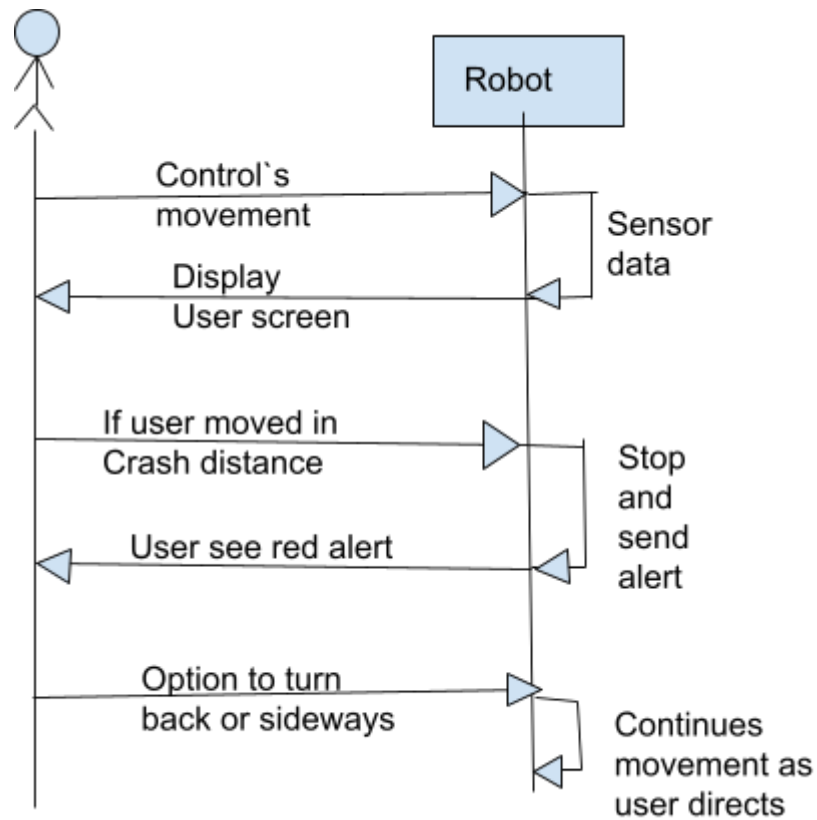 Robot
Control`s
movement
Sensor
data
Display
User screen
If user moved in
Crash distance
Stop
and
send
alert
User see red alert
Option to turn
back or sideways
Continues
movement as
user directs